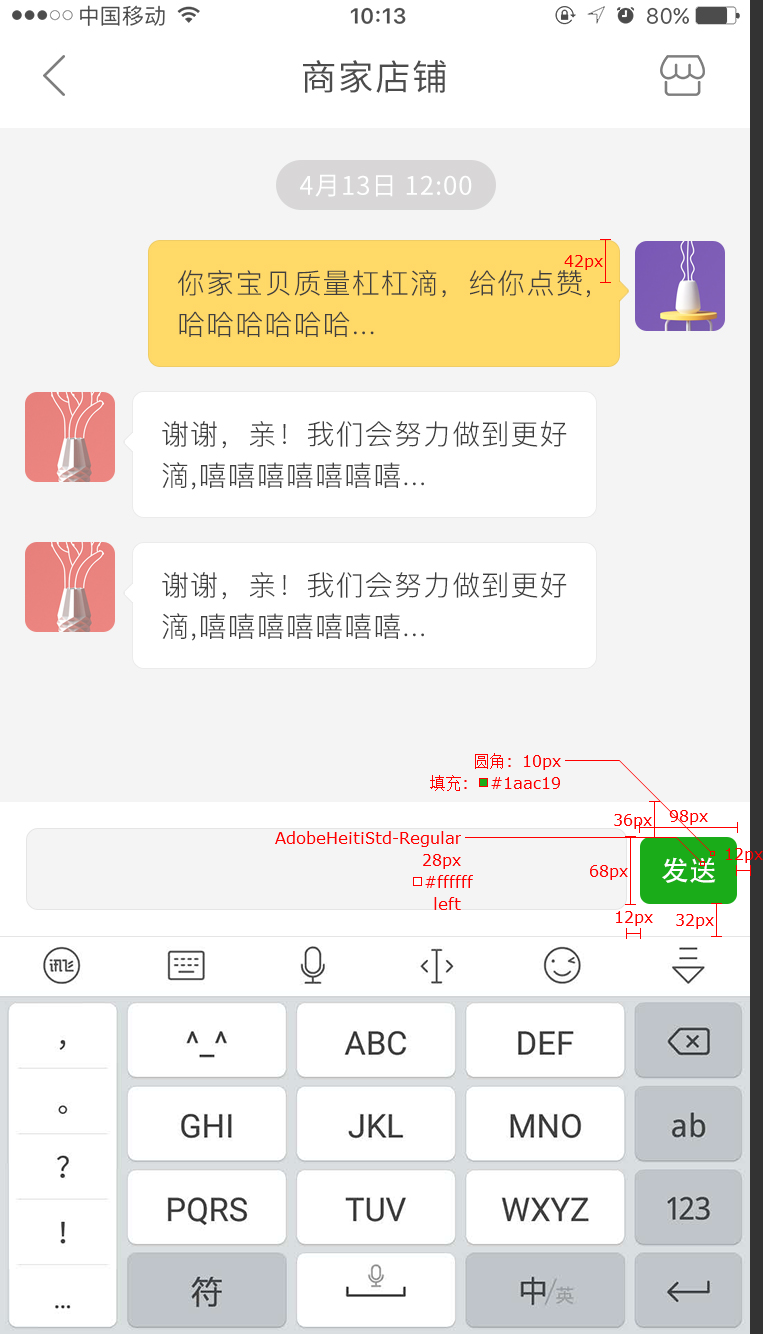 中国移动 10:13 80%
商家店铺
4月13日 12:00
42px
你家宝贝质量杠杠滴，给你点赞,
哈哈哈哈哈哈...
谢谢，亲！我们会努力做到更好
滴,嘻嘻嘻嘻嘻嘻嘻...
谢谢，亲！我们会努力做到更好
滴,嘻嘻嘻嘻嘻嘻嘻...
圆角：10px
填充：#1aac19
36px 98px
AdobeHeitiStd-Regular
28px
#ffffff
left
68px
发送
12px
12px
32px
讯飞
， ^_^ ABC DEF
。 GHI JKL MNO ab
？ PQRS TUV WXYZ 123
！
... 符 中/英